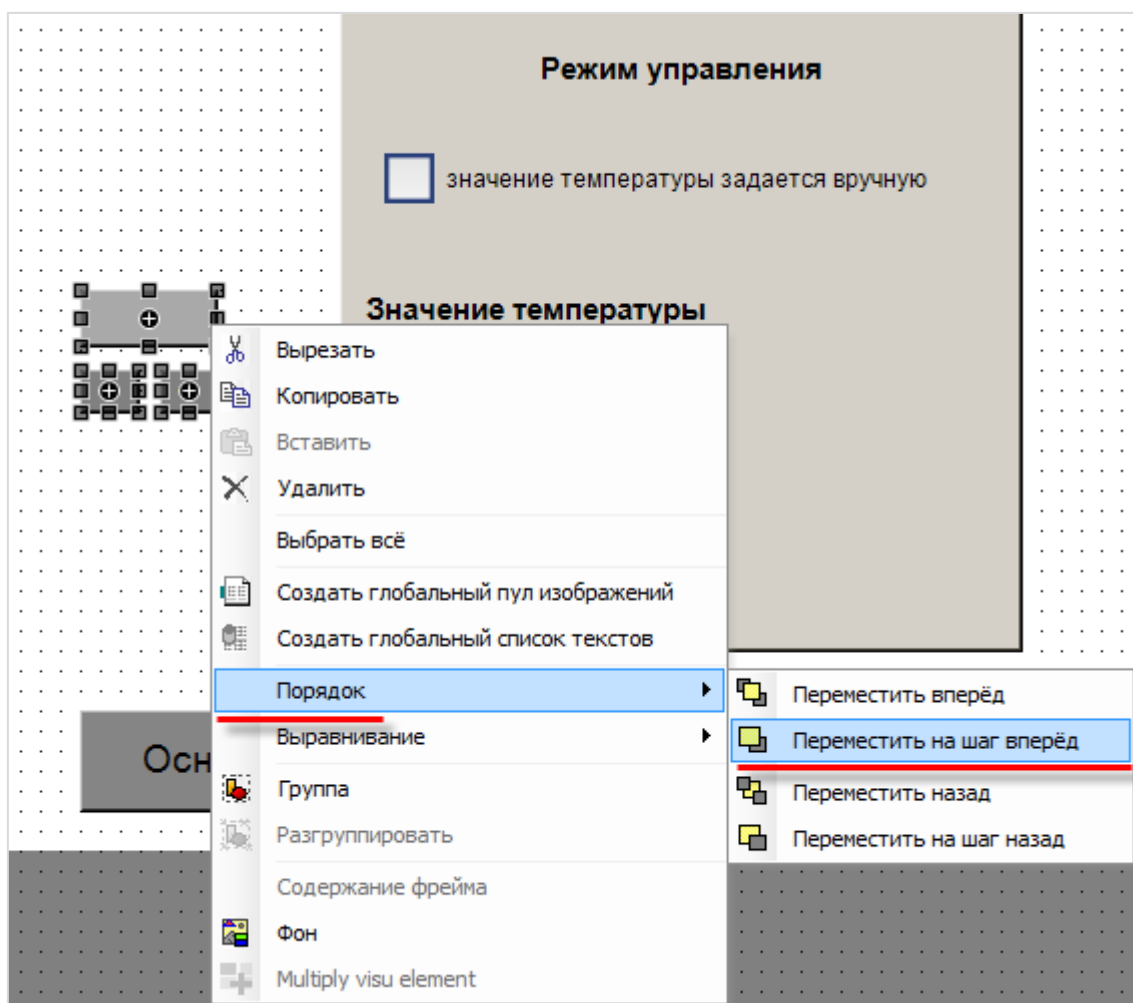 Режим управления
значение температуры задается вручную
Значение температуры
Вырезать
Копировать
Вставить
Удалить
Выбрать всё
Создать глобальный пул изображений
Создать глобальный список текстов
Порядок
Переместить вперёд
Выравнивание
Переместить на шаг вперёд
Осн
Группа
Переместить назад
Разгруппировать
Переместить на шаг назад
Содержание фрейма
Фон
Multiply visu element